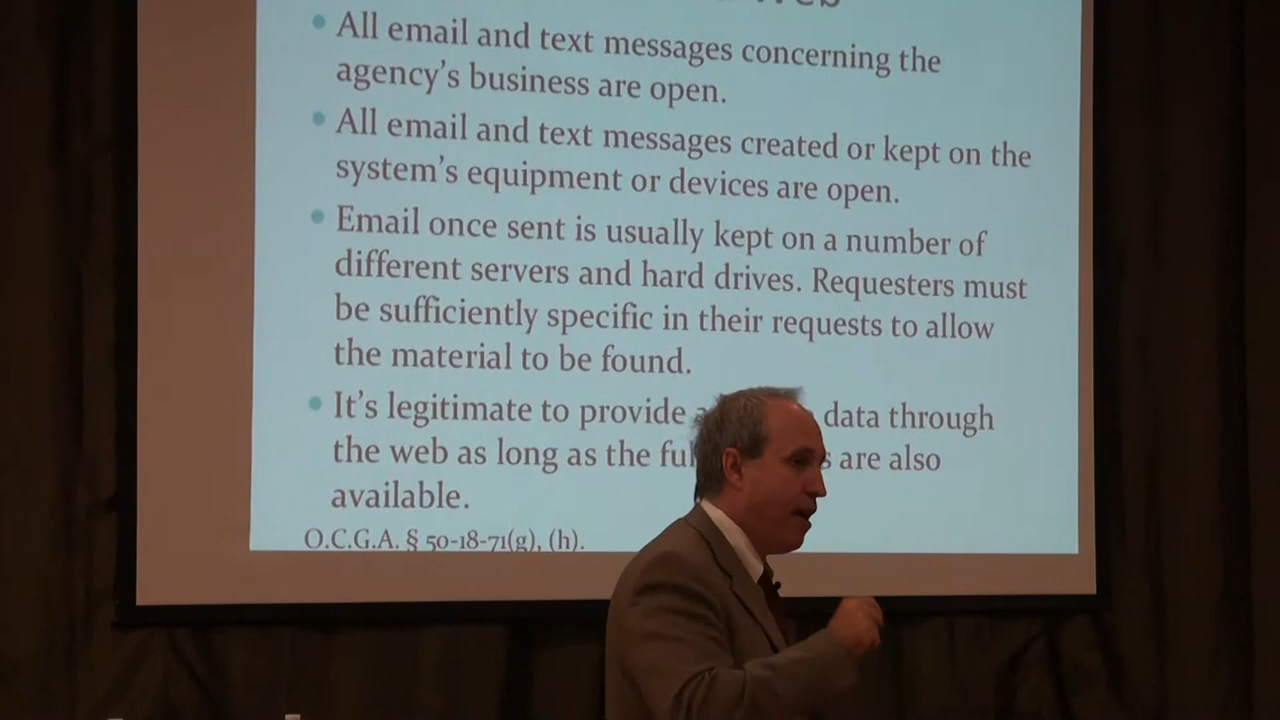 All email and text messages concerning the
agency's business are open.
All email and text messages created or kept on the
system's equipment or devices are open.
Email once sent is usually kept on a number of
different servers and hard drives. Requesters must
be sufficiently specific in their requests to allow
the material to be found.
It's legitimate to provide data through
the web as long as the are also
available.
O.C.G.A. § 50-18-71(g), (h).